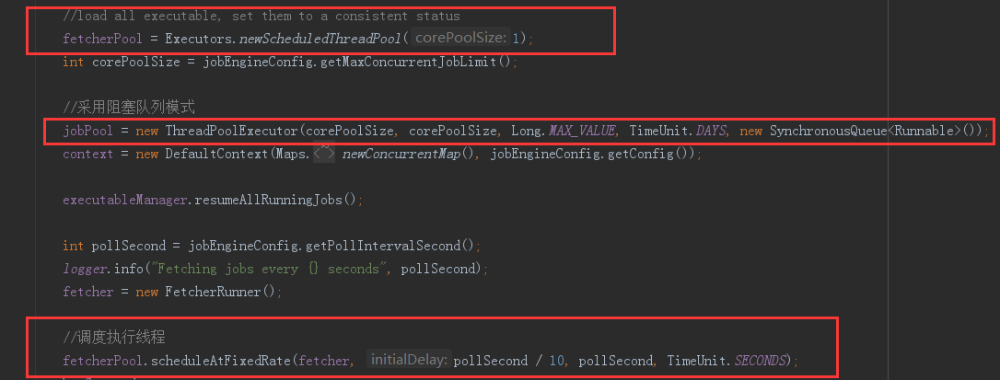 //load all executable, set them to a consistent status
fetcherPool = Executors.newScheduledThreadPool( corePoolSize: 1);
int corePoolSize = jobEngineConfig.getMaxConcurrentJobLimit();
//采用阻塞队列模式
jobPool = new ThreadPoolExecutor(corePoolSize, corePoolSize, Long.MAX_VALUE, TimeUnit.DAYS, new SynchronousQueue<Runnable>());
context = new DefaultContext(Maps.<~>newConcurrentMap(), jobEngineConfig.getConfig());
executableManager.resumeAllRunningJobs();
int pollSecond = jobEngineConfig.getPollIntervalSecond();
logger.info("Fetching jobs every {} seconds", pollSecond);
fetcher = new FetcherRunner();
//调度执行线程
fetcherPool.scheduleAtFixedRate(fetcher, initialDelay: pollSecond / 10, pollSecond, TimeUnit.SECONDS);